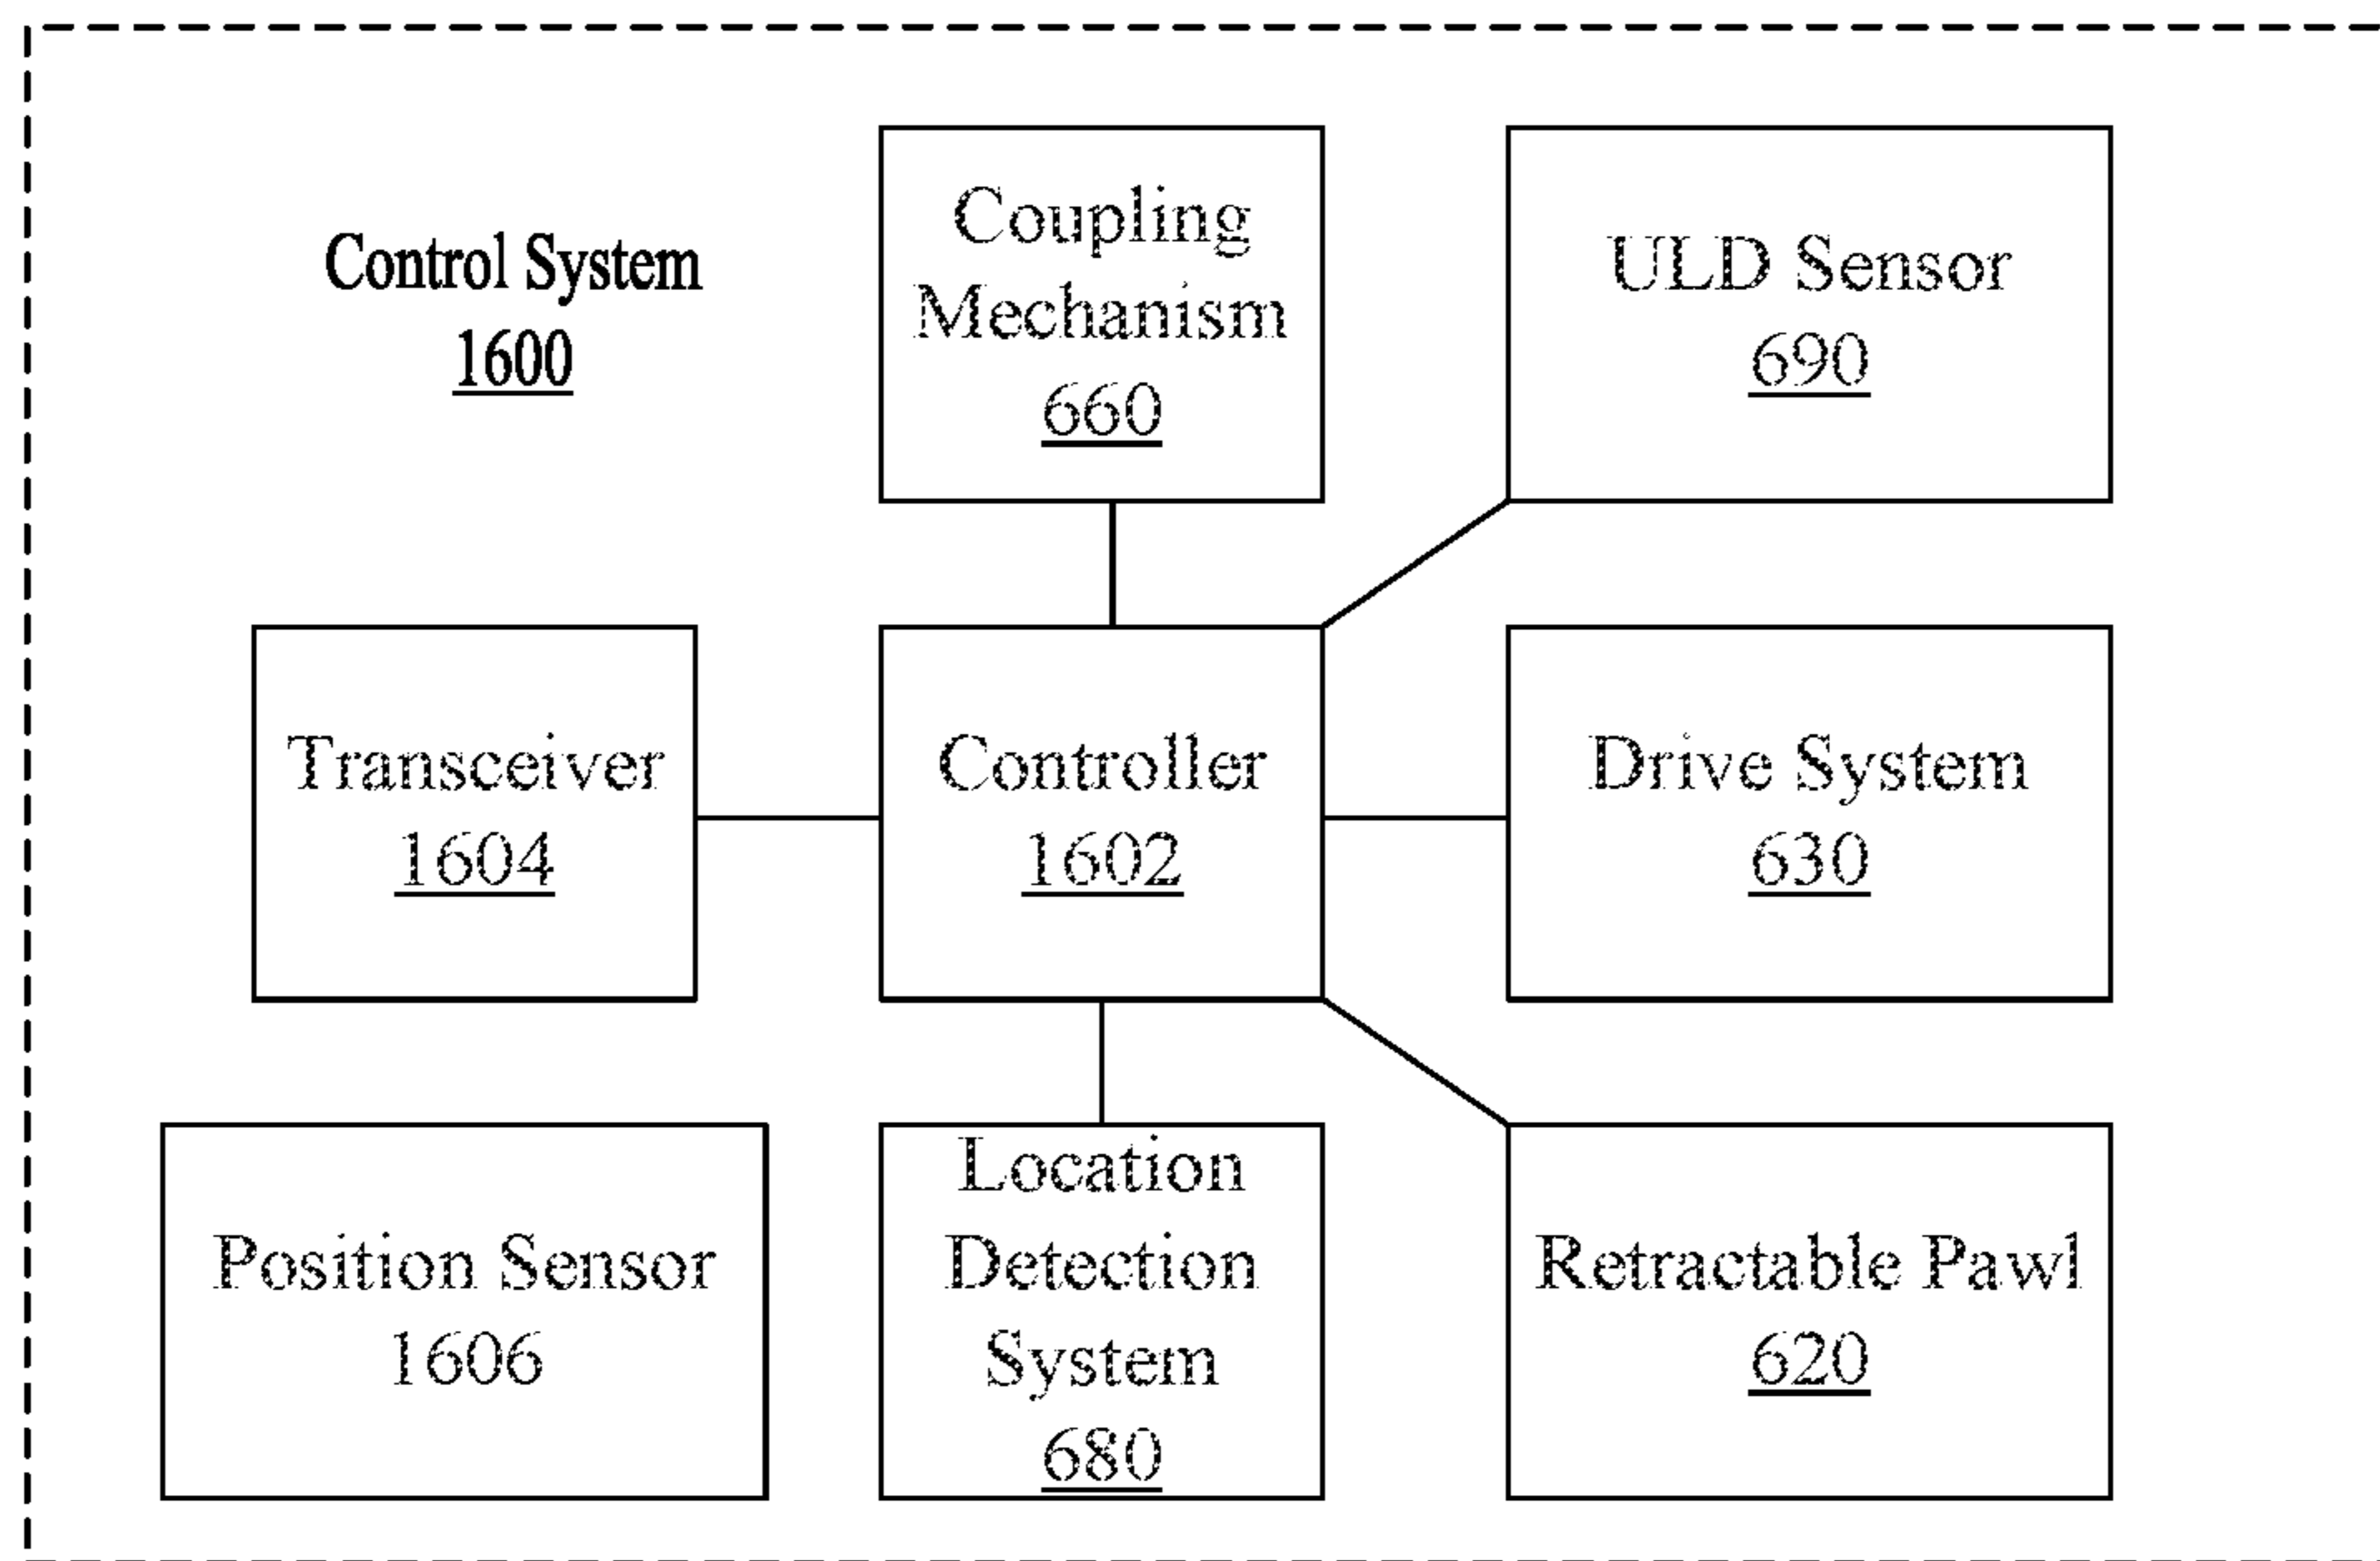 Control System
1600
Coupling
Mechanism
660
ULD Sensor
690
Transceiver
1604
Controller
1602
Drive System
630
Position Sensor
1606
Location
Detection
System
680
Retractable Pawl
620